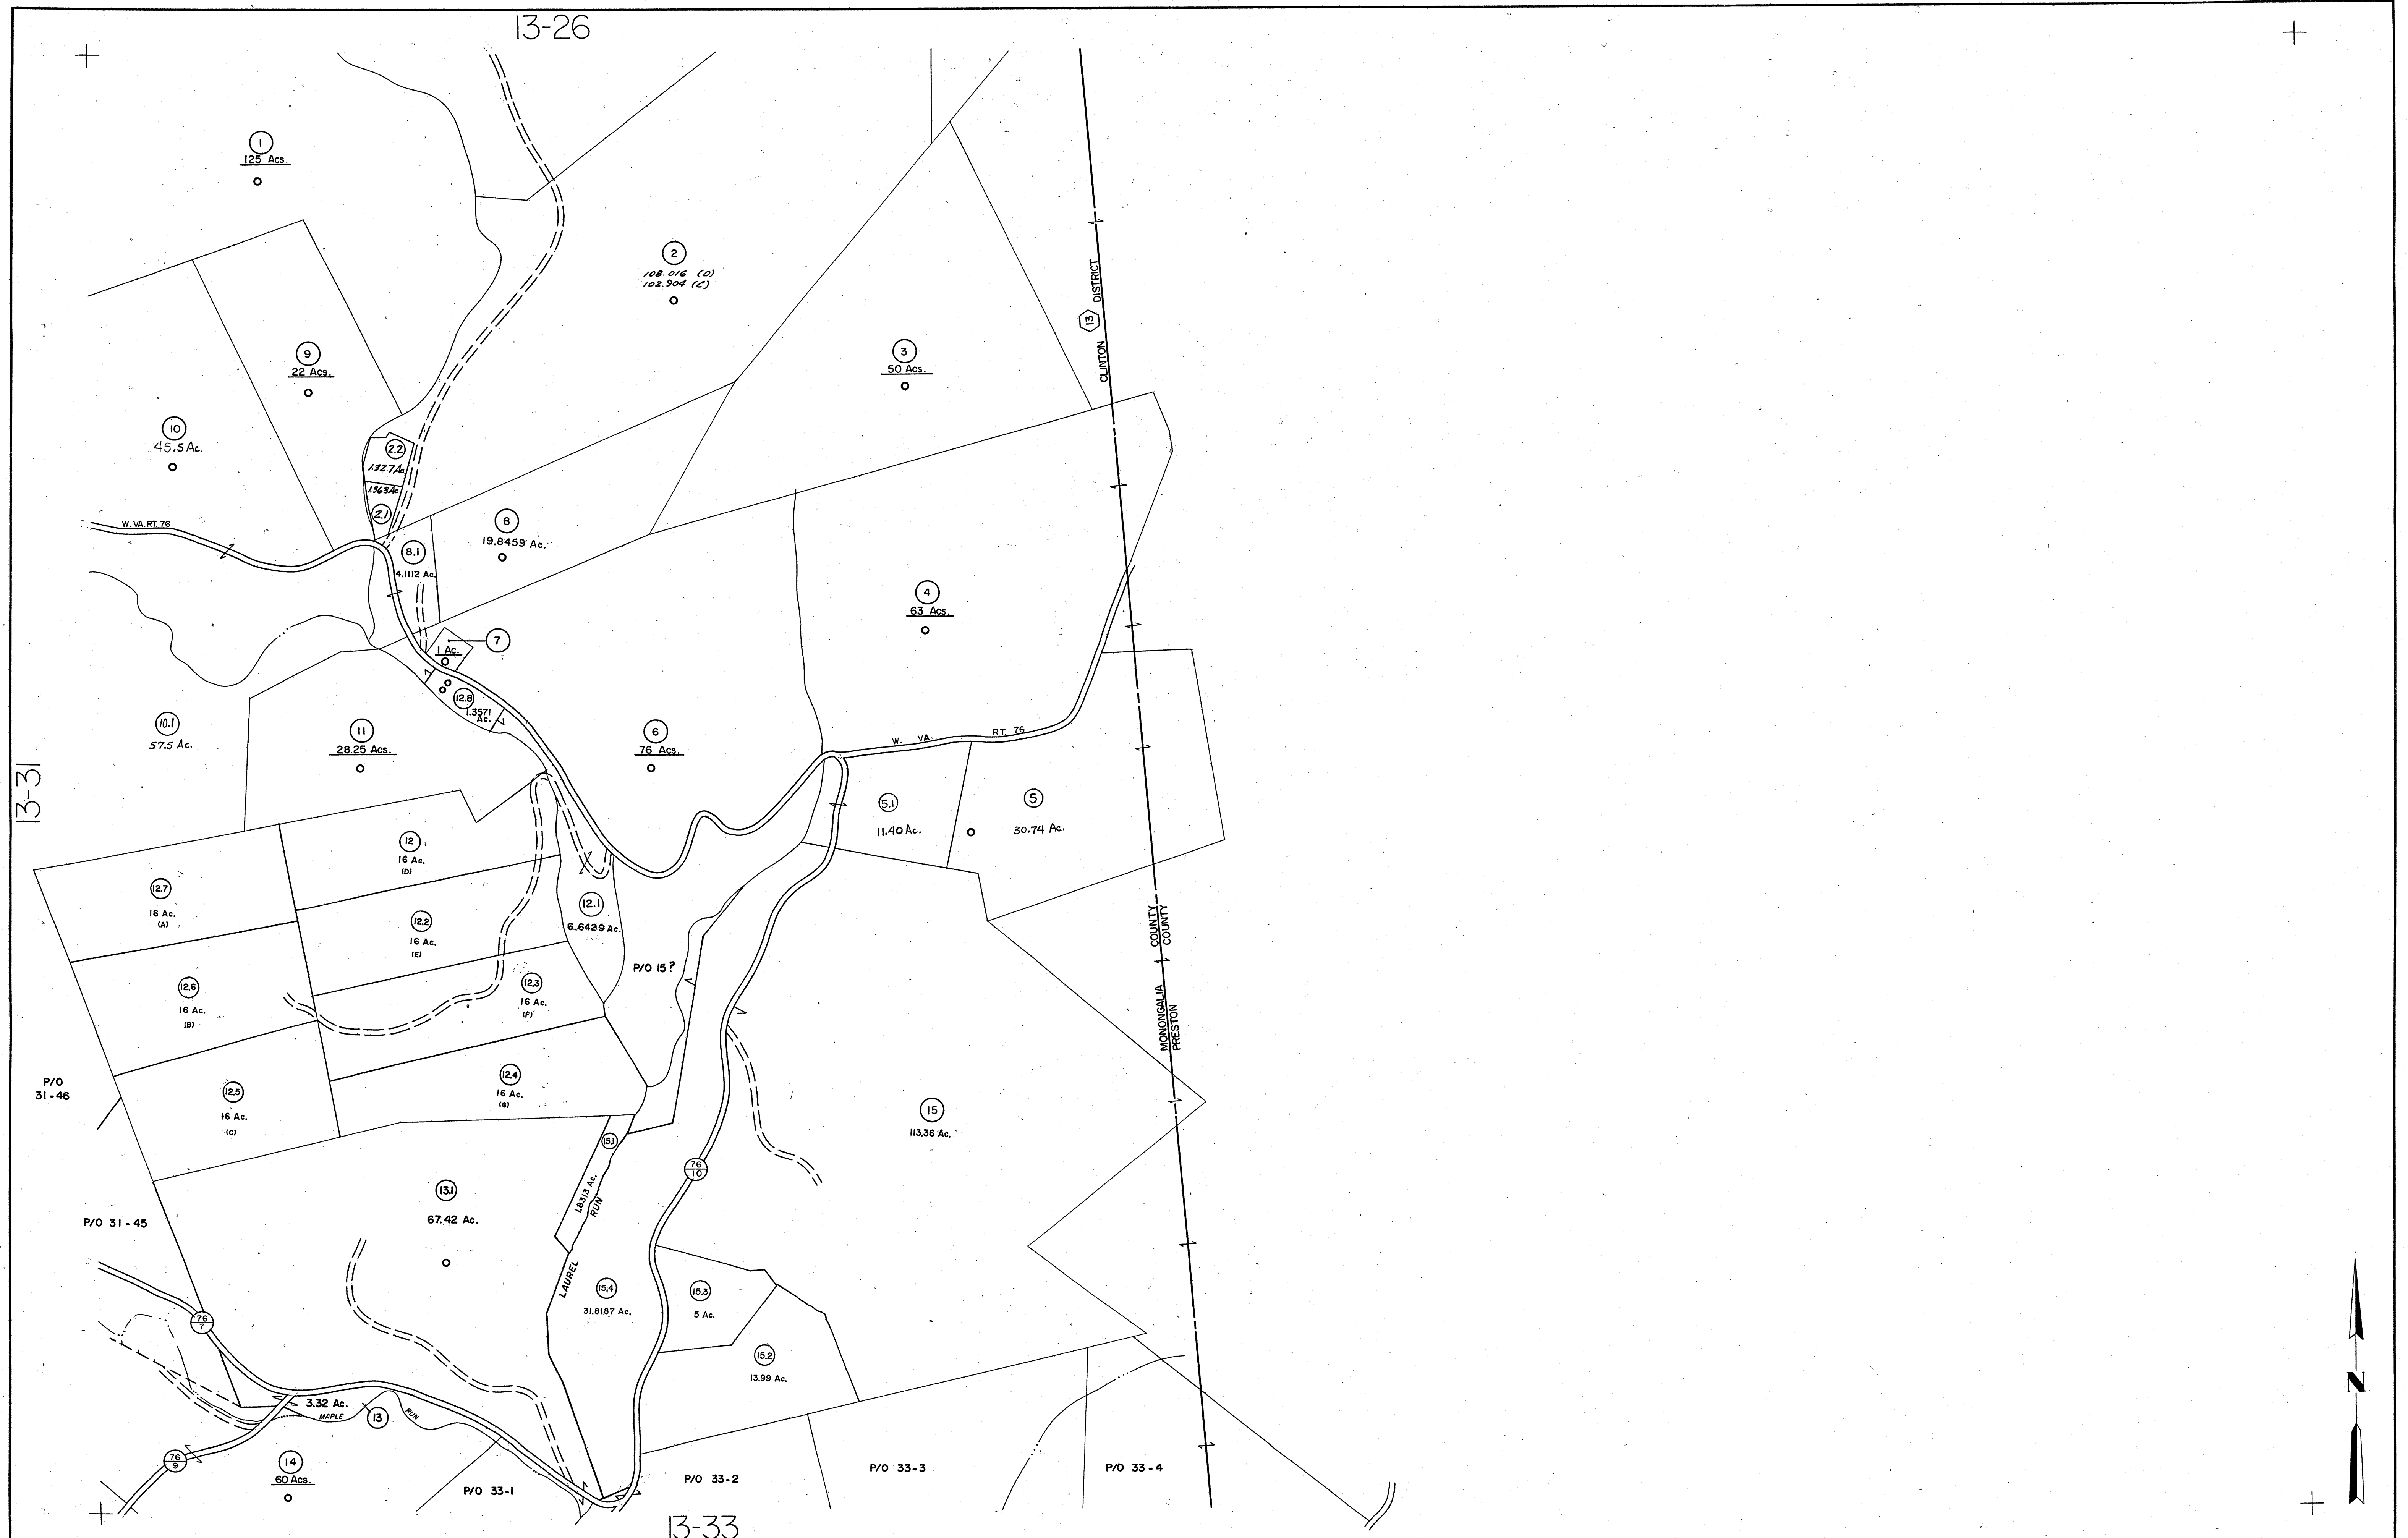 13-26
1
125 Acs.
2
108.016 (D)
102.904 (C)
CLINTON 13 DISTRICT
9
22 Acs.
3
50 Acs.
10
45.5 Ac.
2.2
1.327 Ac.
1.363 Ac.
2.1
W. VA. RT. 76
8
19.8459 Ac.
8.1
4.1112 Ac.
4
63 Acs.
7
1 Ac.
12.8
1.3571
Ac.
10.1
57.5 Ac.
11
28.25 Acs.
6
76 Acs.
W. VA. RT. 76
13-31
5.1
11.40 Ac.
5
30.74 Ac.
12
16 Ac.
(D)
12.7
16 Ac.
(A)
12.2
16 Ac.
(E)
12.1
6.6429 Ac.
P/O 15?
MONONGALIA COUNTY
PRESTON COUNTY
12.6
16 Ac.
(B)
12.3
16 Ac.
(F)
P/O
31-46
12.5
16 Ac.
(C)
12.4
16 Ac.
(G)
15
113.36 Ac.
15.1
1.8313 Ac.
76
10
13.1
67.42 Ac.
P/O 31-45
LAUREL RUN
15.4
31.8187 Ac.
15.3
5 Ac.
76
7
15.2
13.99 Ac.
3.32 Ac.
13
MAPLE RUN
76
9
14
60 Acs.
P/O 33-1
P/O 33-2
P/O 33-3
P/O 33-4
N
13-33